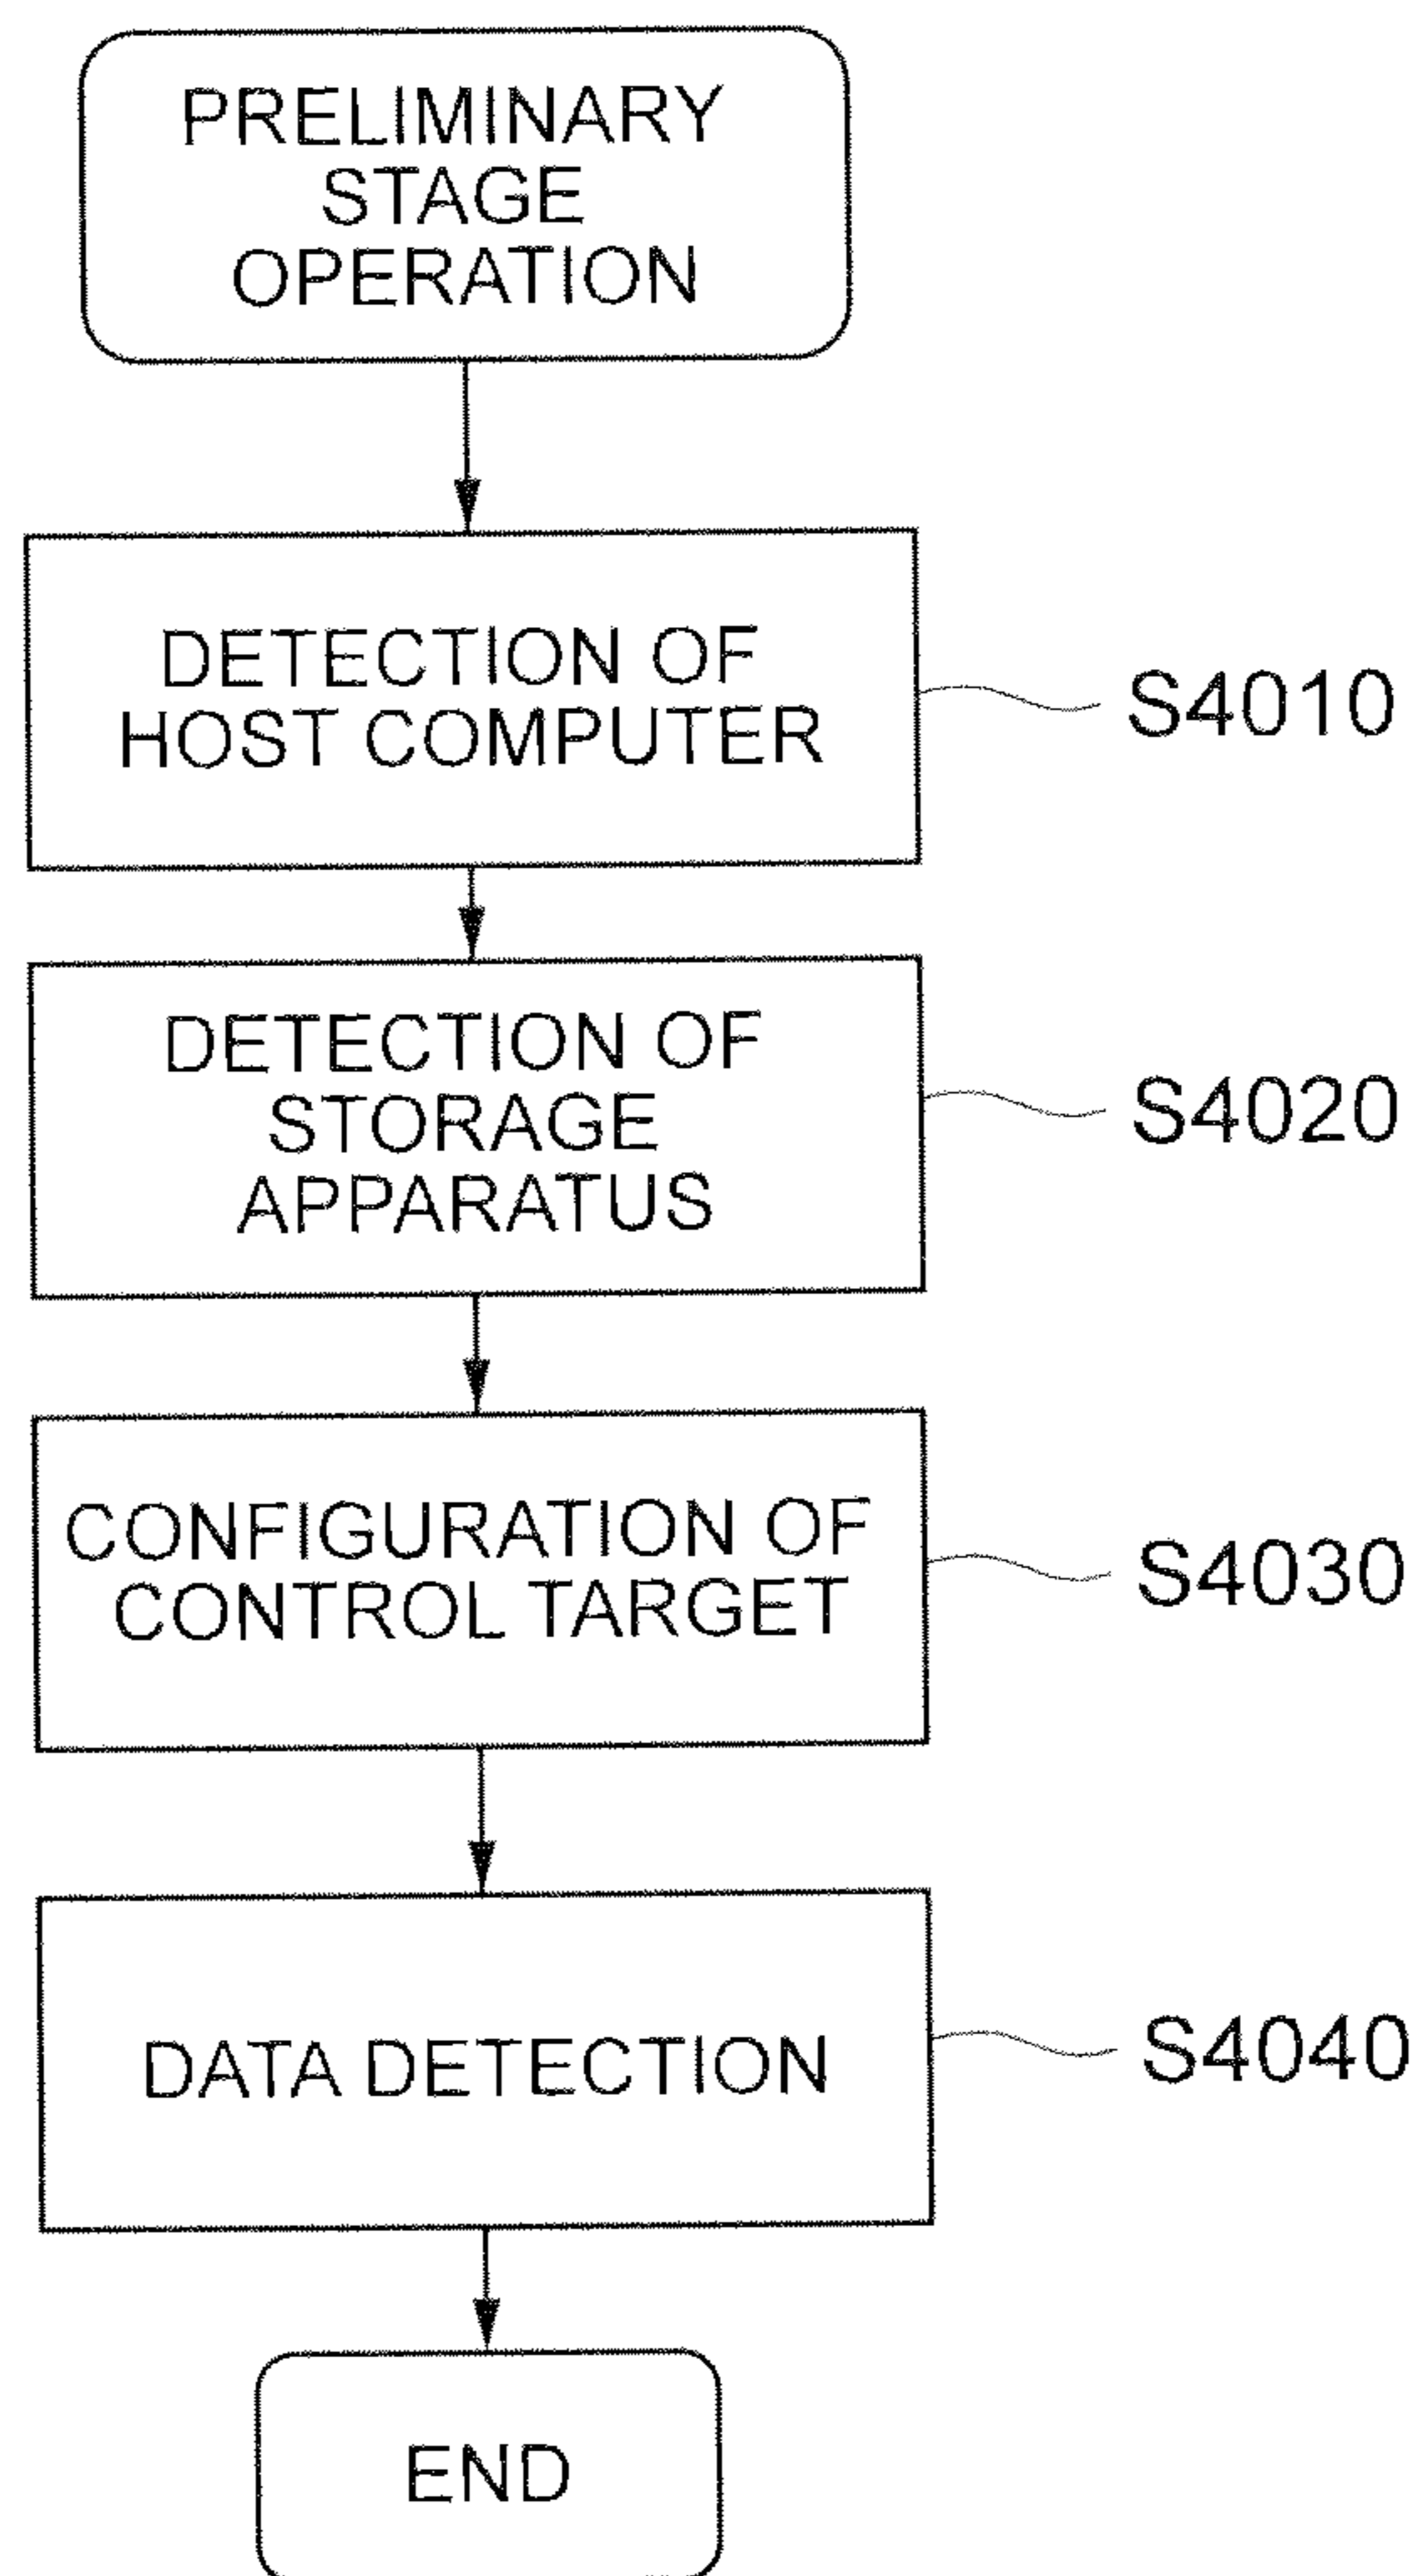 PRELIMINARY
STAGE
OPERATION
DETECTION OF
HOST COMPUTER
S4010
DETECTION OF
STORAGE
APPARATUS
S4020
CONFIGURATION OF
CONTROL TARGET
S4030
DATA DETECTION
S4040
END